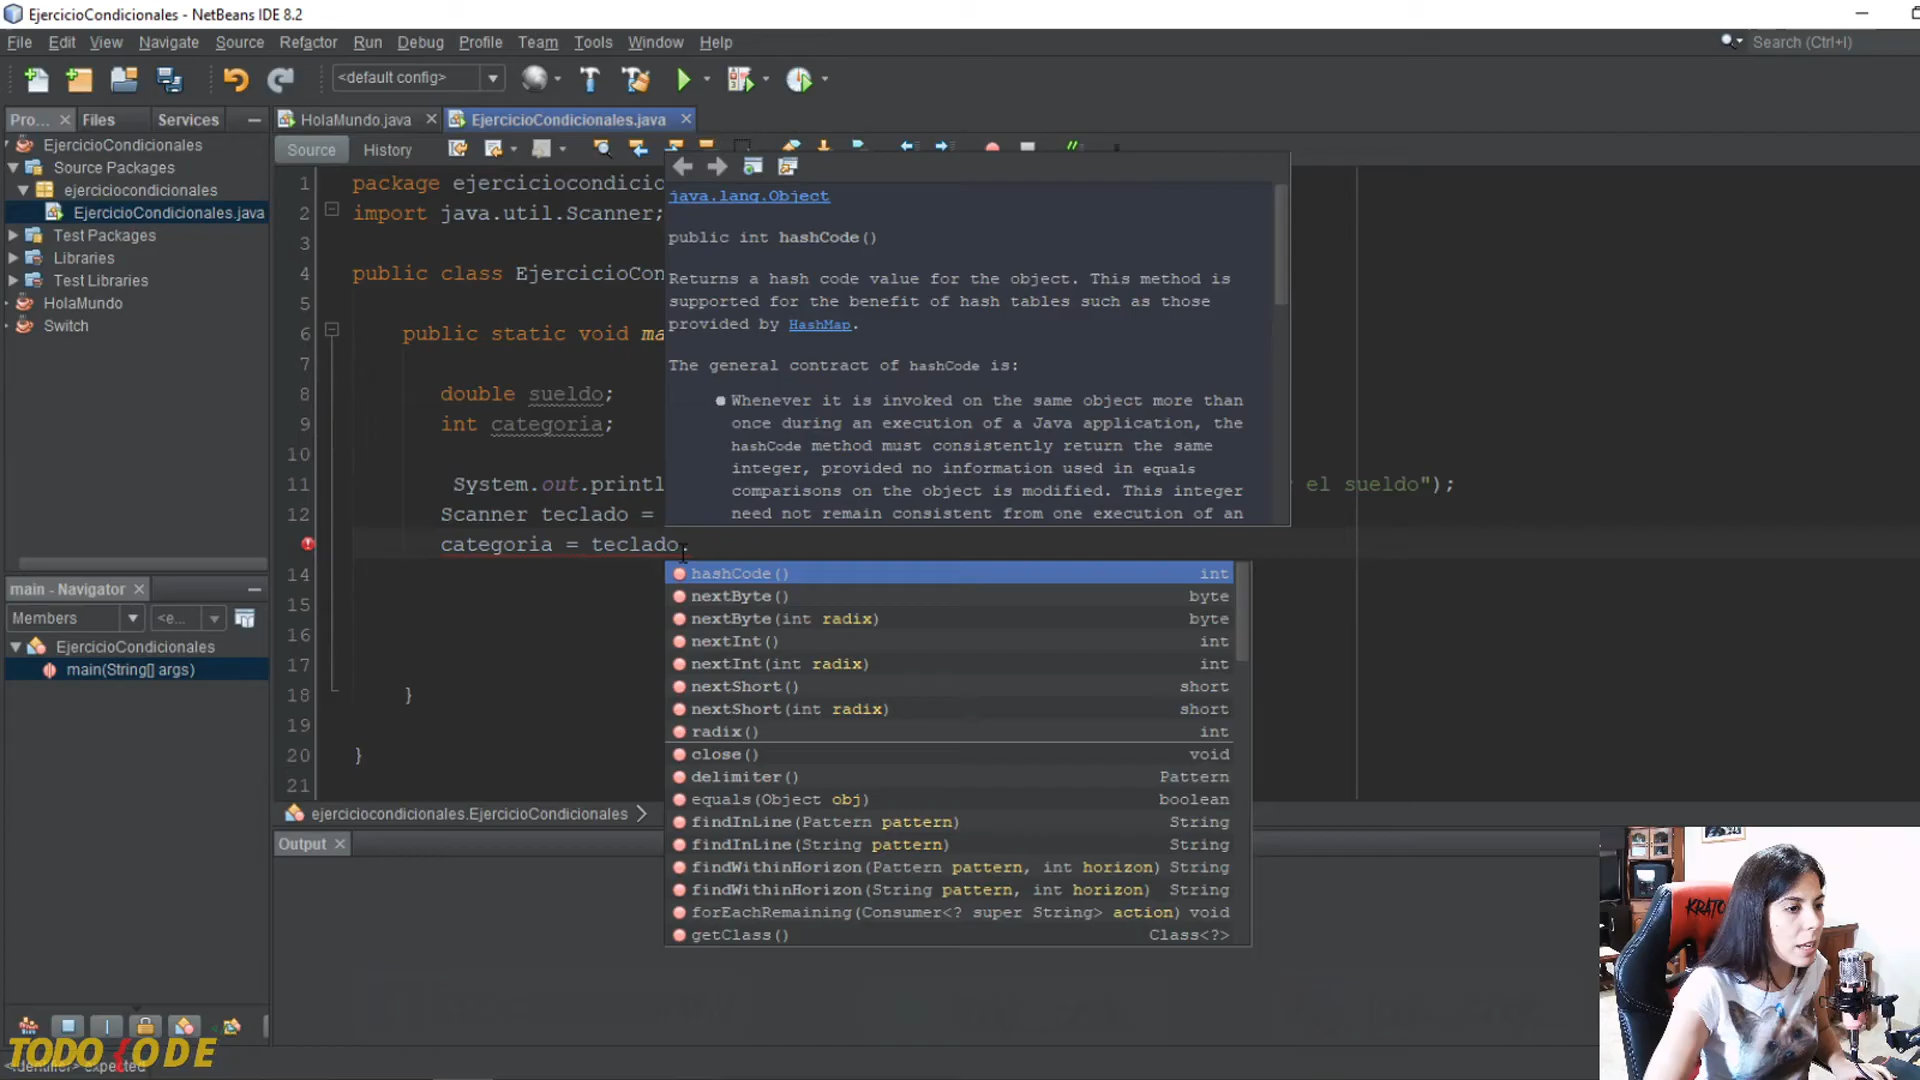 EjercicioCondicionales - NetBeans IDE 8.2
File Edit View Navigate Source Refactor Run Debug Profile Team Tools Window Help
Search (Ctrl+I)
<default config>
Pro... Files Services
HolaMundo.java EjercicioCondicionales.java
Source History
EjercicioCondicionales
Source Packages
ejerciciocondicionales
EjercicioCondicionales.java
Test Packages
Libraries
Test Libraries
HolaMundo
Switch
1 package ejerciciocondicio
2 import java.util.Scanner;
3
4 public class EjercicioCon
5
6 public static void ma
7
8 double sueldo;
9 int categoria;
10
11 System.out.printl r el sueldo");
12 Scanner teclado =
categoria = teclado.
14
15
16
17
18 }
19
20 }
21
java.lang.Object
public int hashCode()
Returns a hash code value for the object. This method is
supported for the benefit of hash tables such as those
provided by HashMap.
The general contract of hashCode is:
Whenever it is invoked on the same object more than
once during an execution of a Java application, the
hashCode method must consistently return the same
integer, provided no information used in equals
comparisons on the object is modified. This integer
need not remain consistent from one execution of an
hashCode() int
nextByte() byte
nextByte(int radix) byte
nextInt() int
nextInt(int radix) int
nextShort() short
nextShort(int radix) short
radix() int
close() void
delimiter() Pattern
equals(Object obj) boolean
findInLine(Pattern pattern) String
findInLine(String pattern) String
findWithinHorizon(Pattern pattern, int horizon) String
findWithinHorizon(String pattern, int horizon) String
forEachRemaining(Consumer<? super String> action) void
getClass() Class<?>
main - Navigator
Members <e...
EjercicioCondicionales
main(String[] args)
ejerciciocondicionales.EjercicioCondicionales
Output
TODO{ODE
<identifier> expected
KRATO